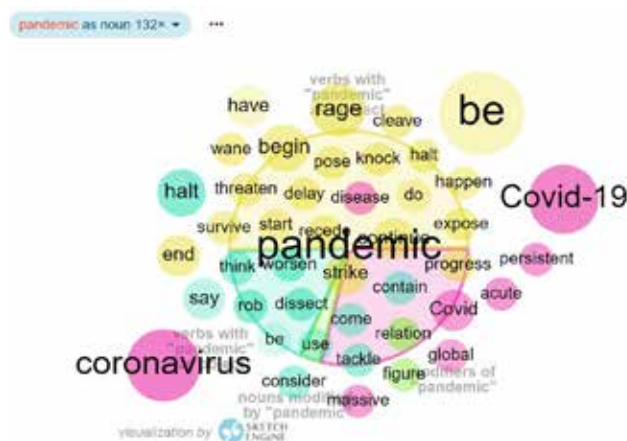 pandemic as noun 132× ...
verbs with
"pandemic"
be
have
rage
cleave
wane
begin
pose
knock
halt
halt
threaten
delay
disease
do
happen
Covid-19
survive
start
recede
continue
expose
end
pandemic
think
worsen
strike
progress
persistent
say
rob
dissect
contain
Covid
acute
come
relation
verbs with
"pandemic"
be
use
coronavirus
tackle
figure
global
consider
of pandemic"
nouns modified
by "pandemic"
massive
visualization by SKETCH
ENGINE